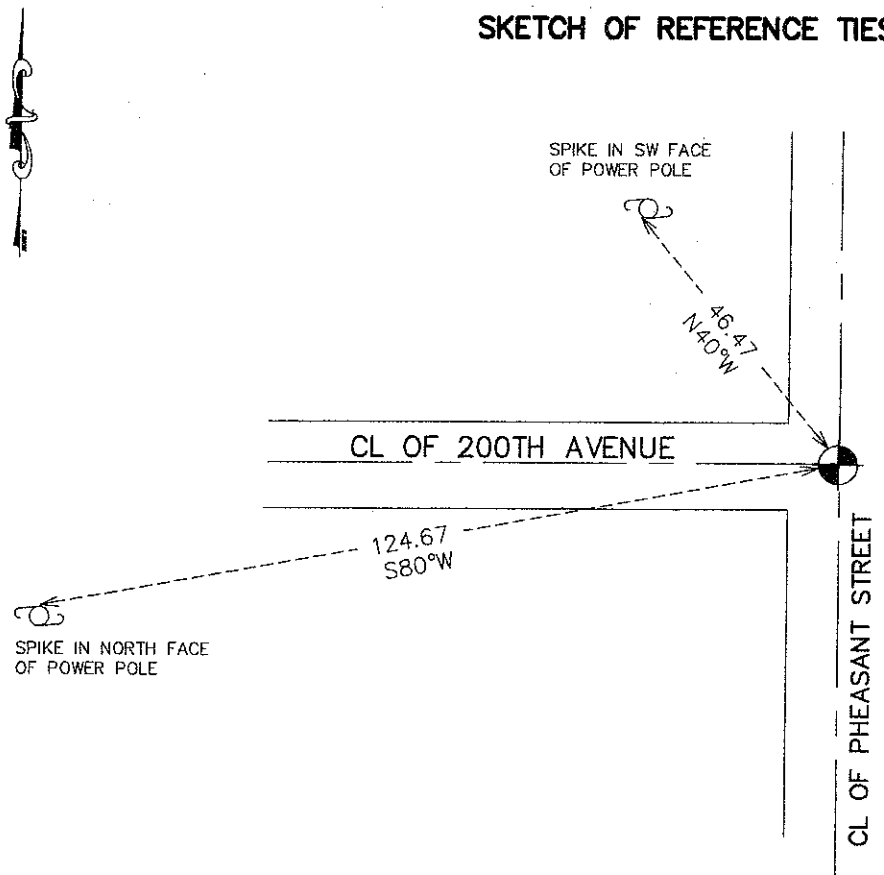 SKETCH OF REFERENCE TIES
SPIKE IN SW FACE
OF POWER POLE
46.47
N40°W
CL OF 200TH AVENUE
124.67
S80°W
SPIKE IN NORTH FACE
OF POWER POLE
CL OF PHEASANT STREET